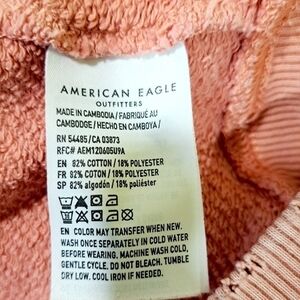 AMERICAN EAGLE
OUTFITTERS
MADE IN CAMBODIA / FABRIQUÉ AU
CAMBODGE / HECHO EN CAMBOYA /
RN 54485 / CA 03873
RFC# AEM120605U9A
EN 82% COTTON / 18% POLYESTER
FR 82% COTON / 18% POLYESTER
SP 82% algodón / 18% poliéster
EN COLOR MAY TRANSFER WHEN NEW.
WASH ONCE SEPARATELY IN COLD WATER
BEFORE WEARING. MACHINE WASH COLD,
GENTLE CYCLE. DO NOT BLEACH. TUMBLE
DRY LOW. COOL IRON IF NEEDED.